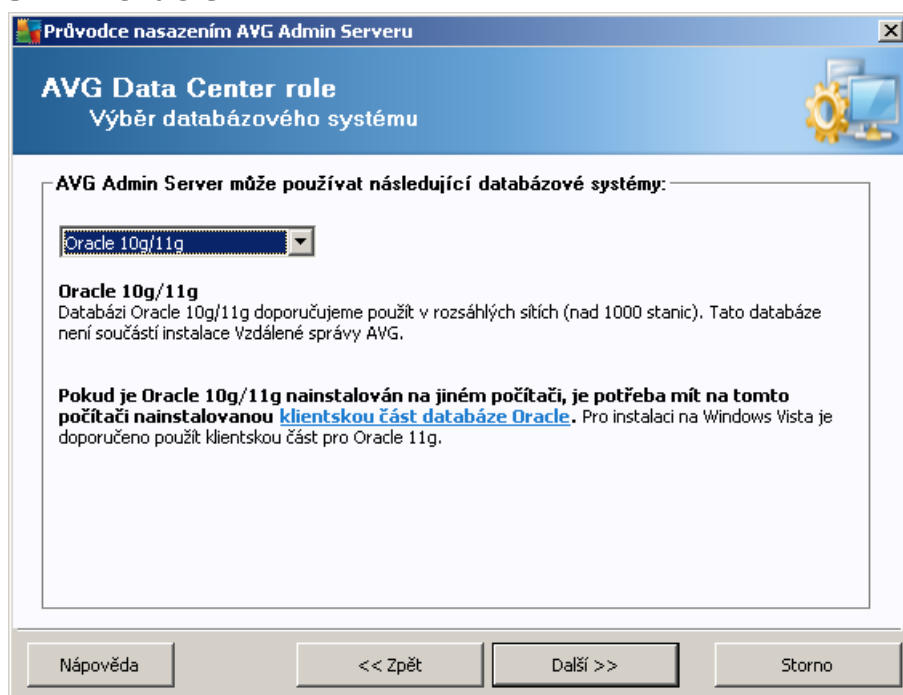 Průvodce nasazením AVG Admin Serveru
AVG Data Center role
Výběr databázového systému
AVG Admin Server může používat následující databázové systémy:
Oracle 10g/11g
Oracle 10g/11g
Databázi Oracle 10g/11g doporučujeme použít v rozsáhlých sítích (nad 1000 stanic). Tato databáze
není součástí instalace Vzdálené správy AVG.
Pokud je Oracle 10g/11g nainstalován na jiném počítači, je potřeba mít na tomto
počítači nainstalovanou klientskou část databáze Oracle. Pro instalaci na Windows Vista je
doporučeno použít klientskou část pro Oracle 11g.
Nápověda
<< Zpět
Další >>
Storno